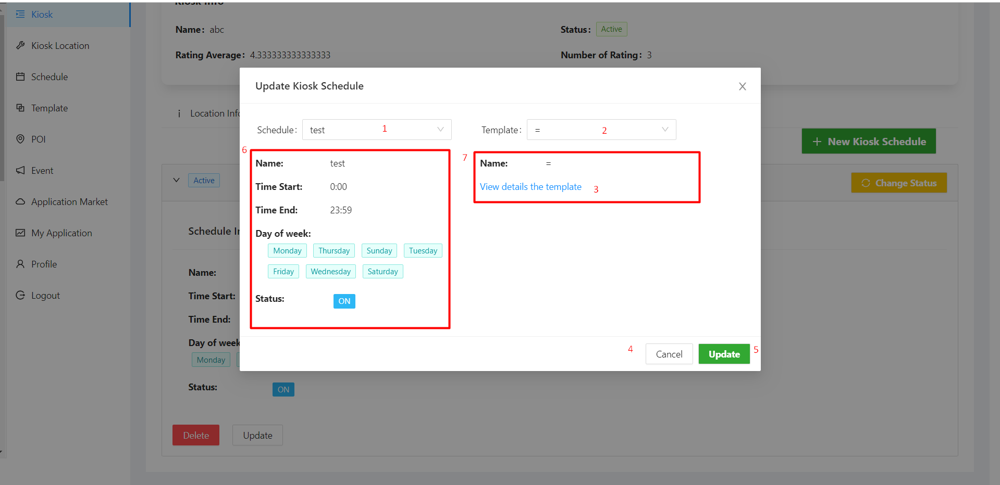 Kiosk
Kiosk Location
Schedule
Template
POI
Event
Application Market
My Application
Profile
Logout
Kiosk Info
Name: abc
Status: Active
Rating Average: 4.333333333333333
Number of Rating: 3
Location Info
New Kiosk Schedule
Active
Change Status
Name:
Time Start:
Time End:
Monday
Status:
ON
Delete
Update
Update Kiosk Schedule
Schedule: test 1
Template: = 2
6
Name: test
Time Start: 0:00
Time End: 23:59
Day of week:
Monday Thursday Sunday Tuesday
Friday Wednesday Saturday
Status: ON
7
Name: =
View details the template 3
4 Cancel Update 5
Schedule In
Day of week